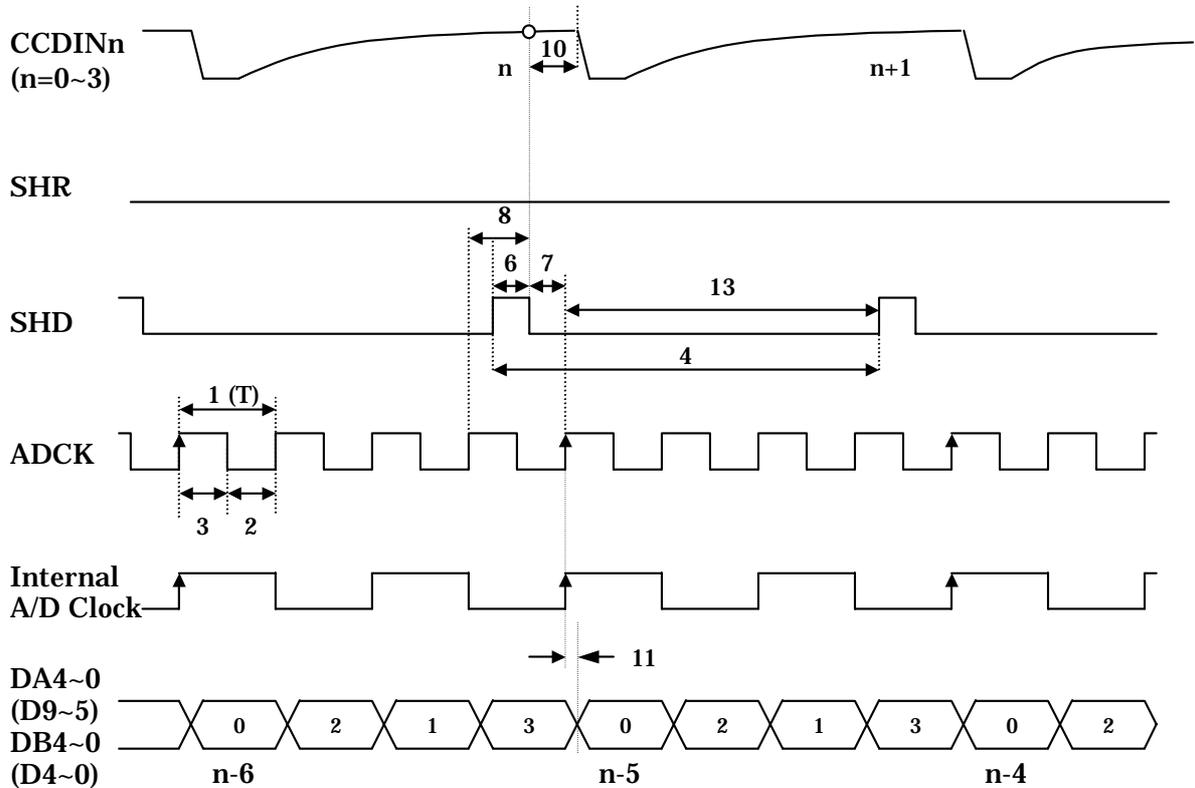 CCDINn
(n=0~3)
10
n
n+1
SHR
8
6
7
13
SHD
4
1 (T)
ADCK
3
2
Internal
A/D Clock
11
DA4~0
(D9~5)
DB4~0
(D4~0)
0 2 1 3 0 2 1 3 0 2
n-6
n-5
n-4